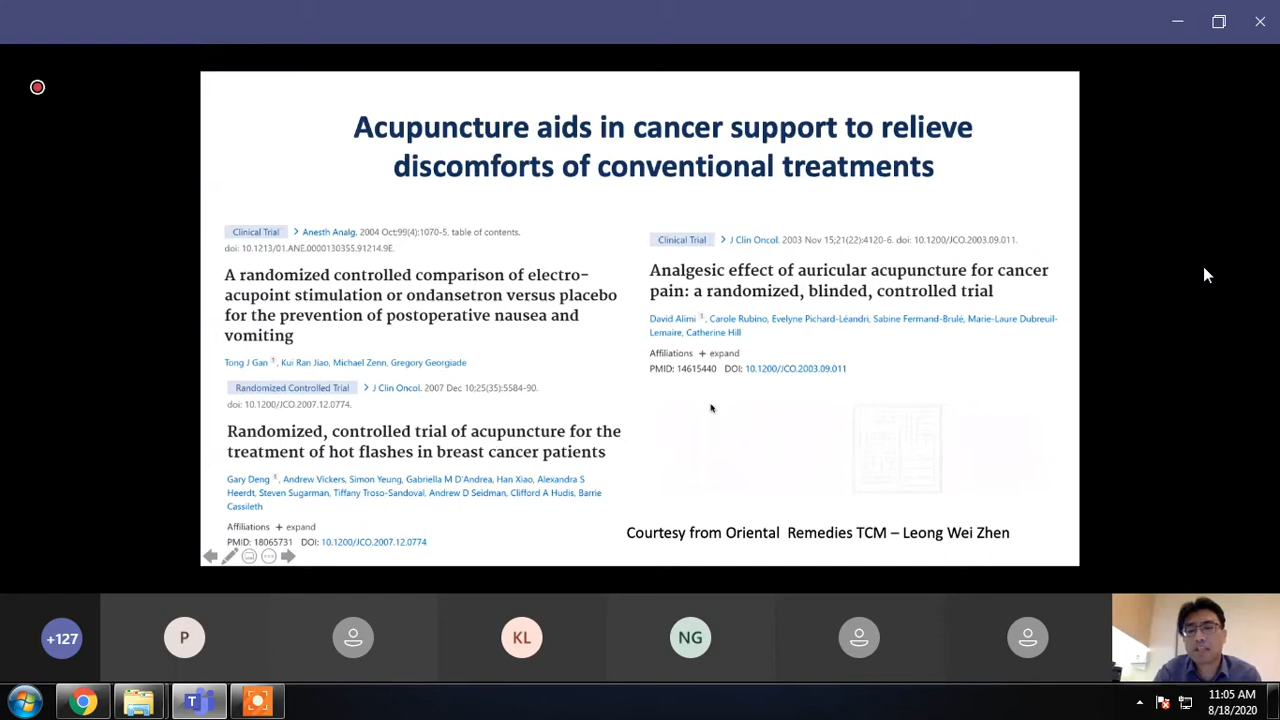 Acupuncture aids in cancer support to relieve
discomforts of conventional treatments
Clinical Trial > Anesth Analg. 2004 Oct;99(4):1070-5, table of contents.
doi: 10.1213/01.ANE.0000130355.91214.9E.
A randomized controlled comparison of electro-
acupoint stimulation or ondansetron versus placebo
for the prevention of postoperative nausea and
vomiting
Tong J Gan 1, Kui Ran Jiao, Michael Zenn, Gregory Georgiade
Randomized Controlled Trial > J Clin Oncol. 2007 Dec 10;25(35):5584-90.
doi: 10.1200/JCO.2007.12.0774.
Randomized, controlled trial of acupuncture for the
treatment of hot flashes in breast cancer patients
Gary Deng 1, Andrew Vickers, Simon Yeung, Gabriella M D'Andrea, Han Xiao, Alexandra S
Heerdt, Steven Sugarman, Tiffany Troso-Sandoval, Andrew D Seidman, Clifford A Hudis, Barrie
Cassileth
Affiliations + expand
PMID: 18065731 DOI: 10.1200/JCO.2007.12.0774
Clinical Trial > J Clin Oncol. 2003 Nov 15;21(22):4120-6. doi: 10.1200/JCO.2003.09.011.
Analgesic effect of auricular acupuncture for cancer
pain: a randomized, blinded, controlled trial
David Alimi 1, Carole Rubino, Evelyne Pichard-Léandri, Sabine Fermand-Brulé, Marie-Laure Dubreuil-
Lemaire, Catherine Hill
Affiliations + expand
PMID: 14615440 DOI: 10.1200/JCO.2003.09.011
Courtesy from Oriental Remedies TCM – Leong Wei Zhen
+127
P
KL
NG
11:05 AM
8/18/2020